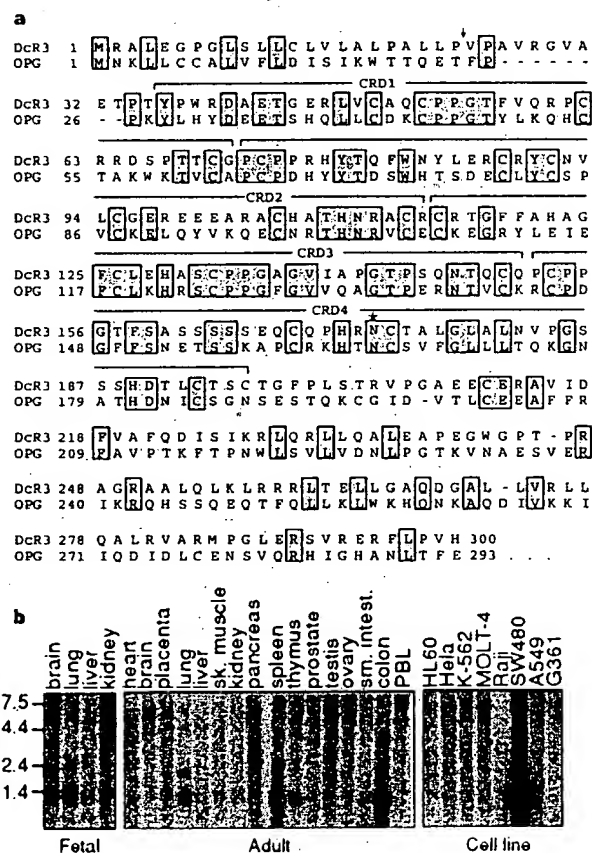 a
DcR3 1 M R A L E G P G L S L L C L V L A L P A L L P V P A V R G V A
OPG 1 M N K L L C C A L V F L D I S I K W T T Q E T F P - - - - - -
CRD1
DcR3 32 E T P T Y P W R D A E T G E R L V C A Q C P P G T F V Q R P C
OPG 26 - P K Y L H Y D E E T S H Q L L C D K C P P G T Y L K Q H C
DcR3 63 R R D S P T T C G P C P P R H Y T Q F W N Y L E R C R Y C N V
OPG 55 T A K W K T V C A P C P D H Y Y T D S W H T S D E C L Y C S P
CRD2
DcR3 94 L C G E R E E E A R A C H A T H N R A C R C R T G F F A H A G
OPG 86 V C K E L Q Y V K Q E C N R T H N R V C E C K E G R Y L E I E
CRD3
DcR3 125 F C L E H A S C P P G A G V I A P G T P S Q N T Q C Q P C P P
OPG 117 F C L K H R S C P P G F G V V Q A G T P E R N T V C K R C P D
CRD4
DcR3 156 G T F S A S S S S S E Q C Q P H R N C T A L G L A L N V P G S
OPG 148 G F F S N E T S S K A P C R K H T N C S V F G L L L T Q K G N
DcR3 187 S S H D T L C T S C T G F P L S T R V P G A E E C E R A V I D
OPG 179 A T H D N I C S G N S E S T Q K C G I D - V T L C E E A F F R
DcR3 218 F V A F Q D I S I K R L Q R L L Q A L E A P E G W G P T - P R
OPG 209 F A V P T K F T P N W L S V L V D N L P G T K V N A E S V E R
DcR3 248 A G R A A L Q L K L R R R L T E L L G A Q D G A L - L V R L L
OPG 240 I K R Q H S S Q E Q T F Q L L K L W K H Q N K A Q D I V K K I
DcR3 278 Q A L R V A R M P G L E R S V R E R F L P V H 300
OPG 271 I Q D I D L C E N S V Q R H I G H A N L T F E 293 . . .
b
brain lung liver kidney heart brain placenta lung liver sk. muscle kidney pancreas spleen thymus prostate testis ovary sm. intest. colon PBL HL60 Hela K-562 MOLT-4 Raji SW480 A549 G361
7.5
4.4
2.4
1.4
Fetal Adult Cell line